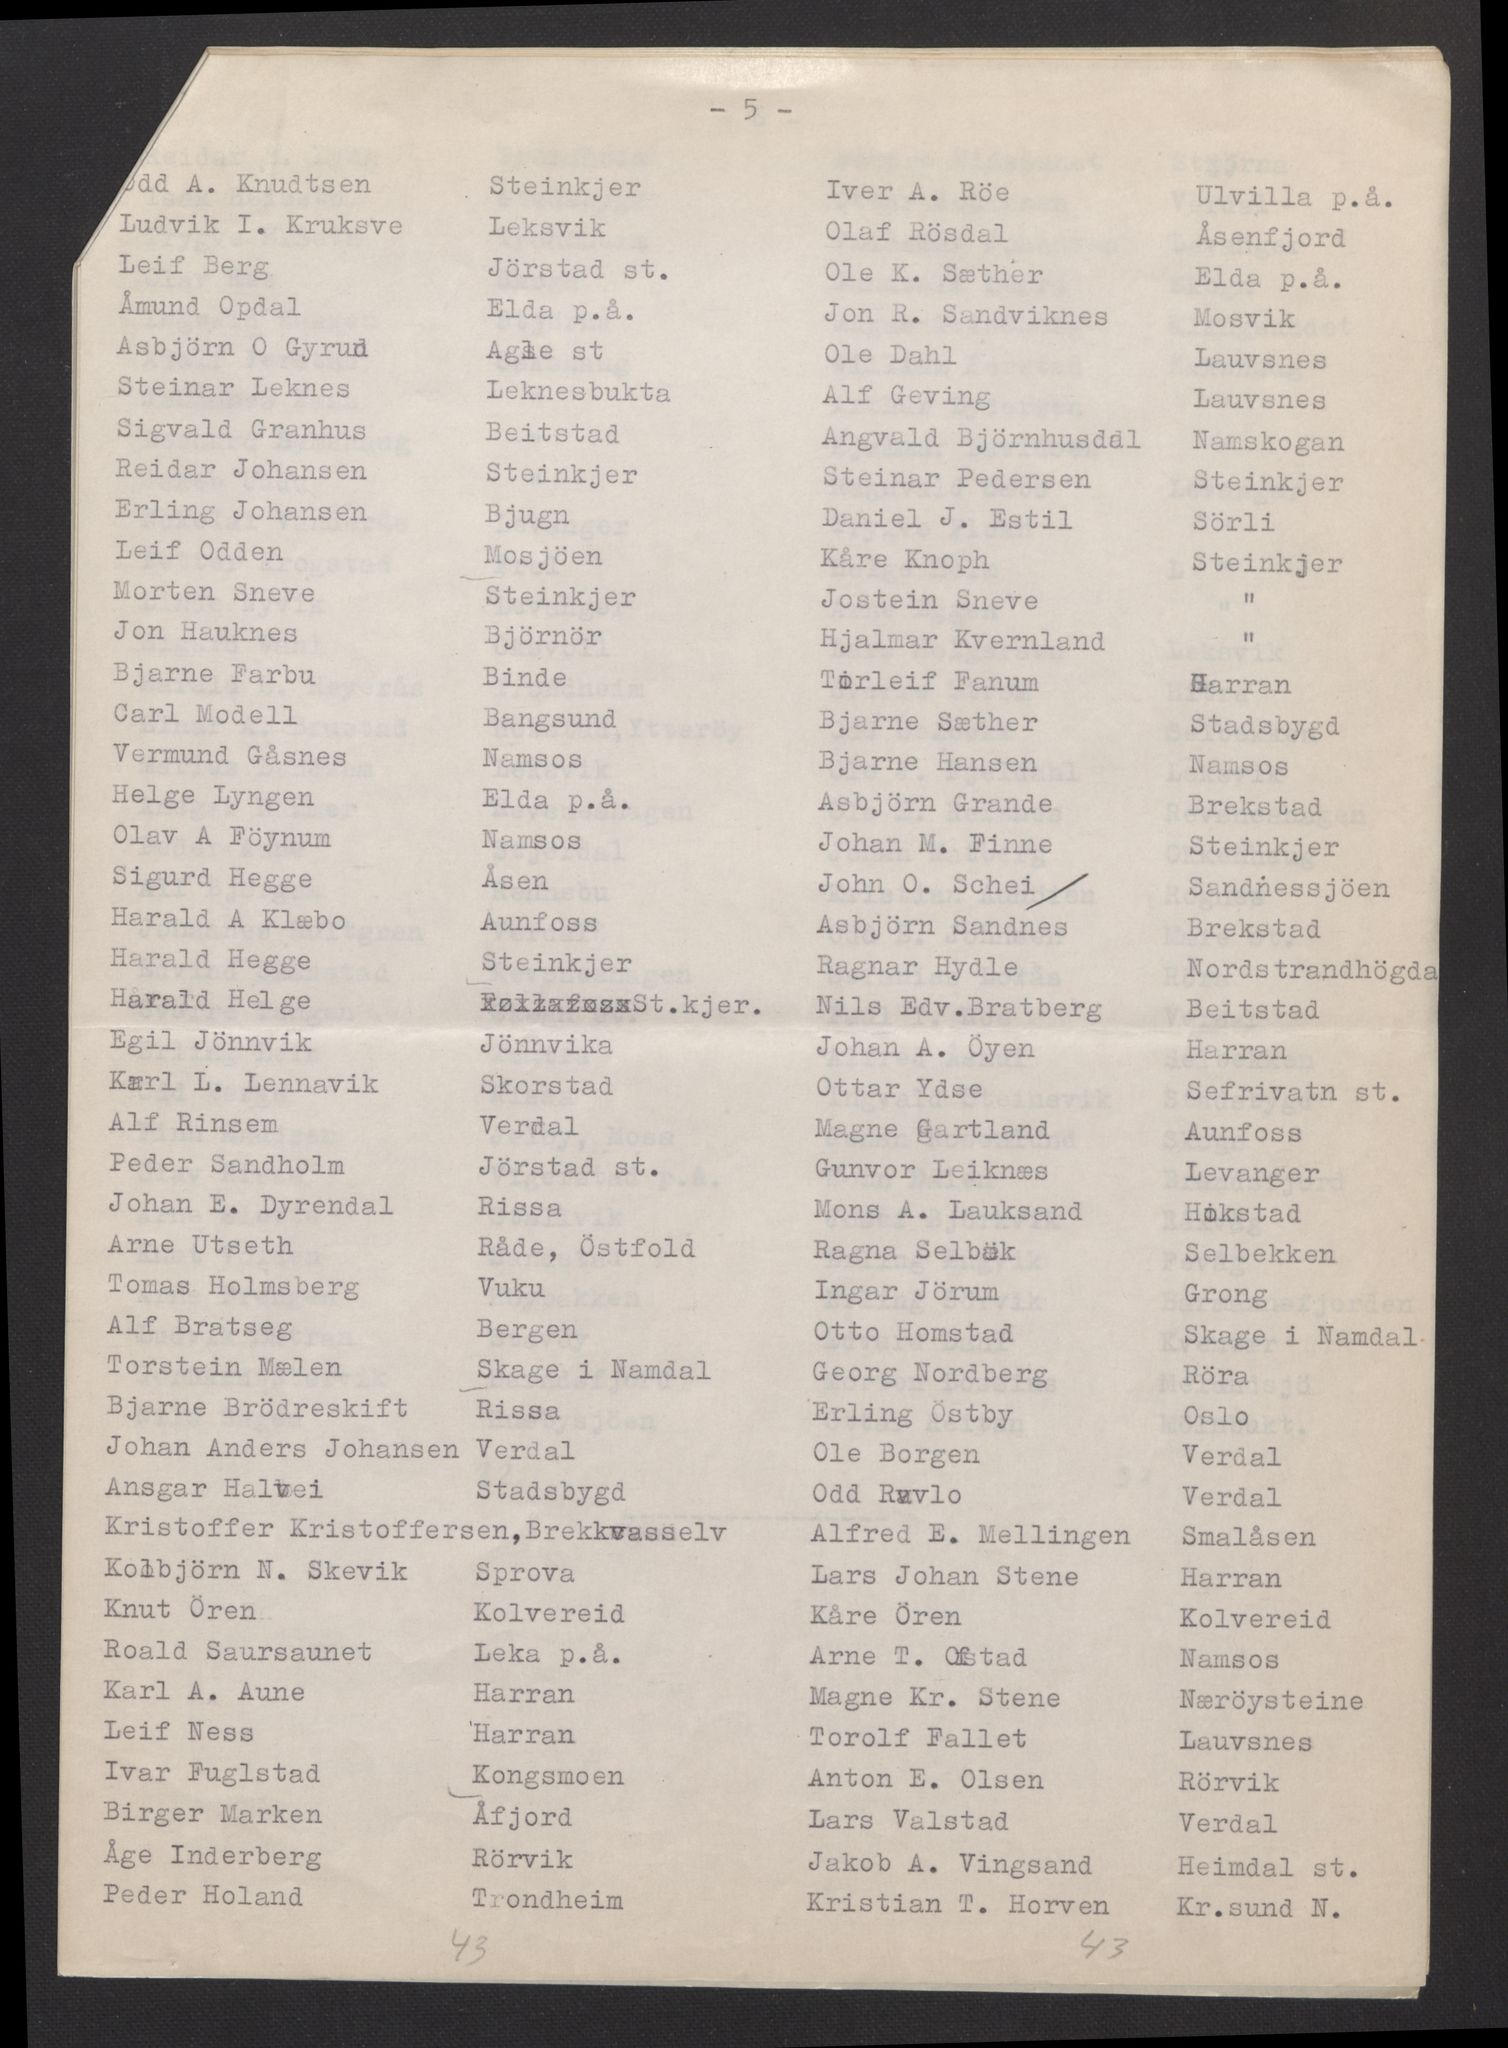 - 5 -
Odd A. Knudtsen Steinkjer
Ludvik I. Kruksve Leksvik
Leif Berg Jörstad st.
Åmund Opdal Elda p.å.
Asbjörn O Gyrud Agle st
Steinar Leknes Leknesbukta
Sigvald Granhus Beitstad
Reidar Johansen Steinkjer
Erling Johansen Bjugn
Leif Odden Mosjöen
Morten Sneve Steinkjer
Jon Hauknes Björnör
Bjarne Farbu Binde
Carl Modell Bangsund
Vermund Gåsnes Namsos
Helge Lyngen Elda p.å.
Olav A Föynum Namsos
Sigurd Hegge Åsen
Harald A Klæbo Aunfoss
Harald Hegge Steinkjer
Harald Helge St.kjer.
Egil Jönnvik Jönnvika
Karl L. Lennavik Skorstad
Alf Rinsem Verdal
Peder Sandholm Jörstad st.
Johan E. Dyrendal Rissa
Arne Utseth Råde, Östfold
Tomas Holmsberg Vuku
Alf Bratseg Bergen
Torstein Mælen Skage i Namdal
Bjarne Brödreskift Rissa
Johan Anders Johansen Verdal
Ansgar Stadsbygd
Kristoffer Kristoffersen, Brekkvasselv
Kolbjörn N. Skevik Sprova
Knut Ören Kolvereid
Roald Saursaunet Leka p.å.
Karl A. Aune Harran
Leif Ness Harran
Ivar Fuglstad Kongsmoen
Birger Marken Åfjord
Åge Inderberg Rörvik
Peder Holand Trondheim
43
Iver A. Röe Ulvilla p.å.
Olaf Rösdal Åsenfjord
Ole K. Sæther Elda p.å.
Jon R. Sandviknes Mosvik
Ole Dahl Lauvsnes
Alf Geving Lauvsnes
Angvald Björnhusdal Namskogan
Steinar Pedersen Steinkjer
Daniel J. Estil Sörli
Kåre Knoph Steinkjer
Jostein Sneve "
Hjalmar Kvernland "
Torleif Fanum Harran
Bjarne Sæther Stadsbygd
Bjarne Hansen Namsos
Asbjörn Grande Brekstad
Johan M. Finne Steinkjer
John O. Schei / Sandnessjöen
Asbjörn Sandnes Brekstad
Ragnar Hydle Nordstrandhögda
Nils Edv.Bratberg Beitstad
Johan A. Öyen Harran
Ottar Ydse Sefrivatn st.
Magne Gartland Aunfoss
Gunvor Leiknæs Levanger
Mons A. Lauksand Hokstad
Ragna Selbæk Selbekken
Ingar Jörum Grong
Otto Homstad Skage i Namdal
Georg Nordberg Röra
Erling Östby Oslo
Ole Borgen Verdal
Odd Ravlo Verdal
Alfred E. Mellingen Smalåsen
Lars Johan Stene Harran
Kåre Ören Kolvereid
Arne T. Ofstad Namsos
Magne Kr. Stene Næröysteine
Torolf Fallet Lauvsnes
Anton E. Olsen Rörvik
Lars Valstad Verdal
Jakob A. Vingsand Heimdal st.
Kristian T. Horven Kr.sund N.
43